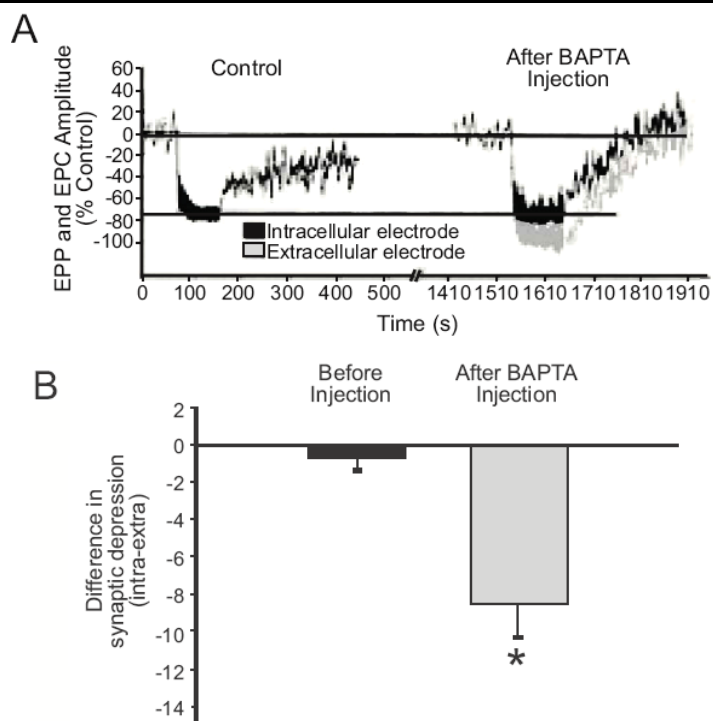 A
Control
After BAPTA
Injection
EPP and EPC Amplitude
(% Control)
60
40
20
0
-20
-40
-60
-80
-100
Intracellular electrode
Extracellular electrode
0 100 200 300 400 500 1410 1510 1610 1710 1810 1910
Time (s)
B
Before
Injection
After BAPTA
Injection
Difference in
synaptic depression
(intra-extra)
2
0
-2
-4
-6
-8
-10
-12
-14
*